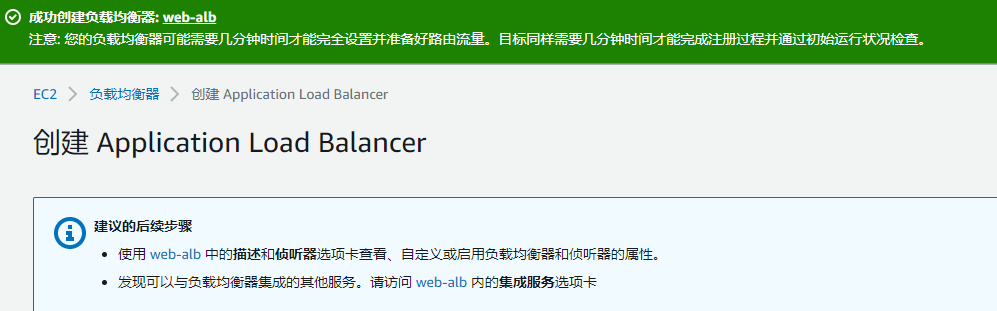 成功创建负载均衡器: web-alb
注意: 您的负载均衡器可能需要几分钟时间才能完全设置并准备好路由流量。目标同样需要几分钟时间才能完成注册过程并通过初始运行状况检查。
EC2 > 负载均衡器 > 创建 Application Load Balancer
创建 Application Load Balancer
建议的后续步骤
• 使用 web-alb 中的描述和侦听器选项卡查看、自定义或启用负载均衡器和侦听器的属性。
• 发现可以与负载均衡器集成的其他服务。请访问 web-alb 内的集成服务选项卡